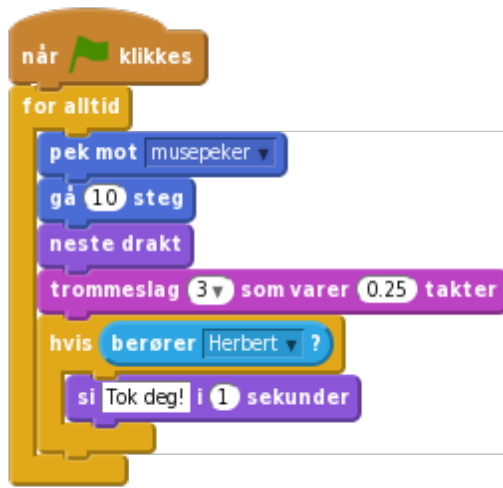 når klikkes
for alltid
pek mot musepeker
gå 10 steg
neste drakt
trommeslag 3 som varer 0.25 takter
hvis berører Herbert ?
si Tok deg! i 1 sekunder